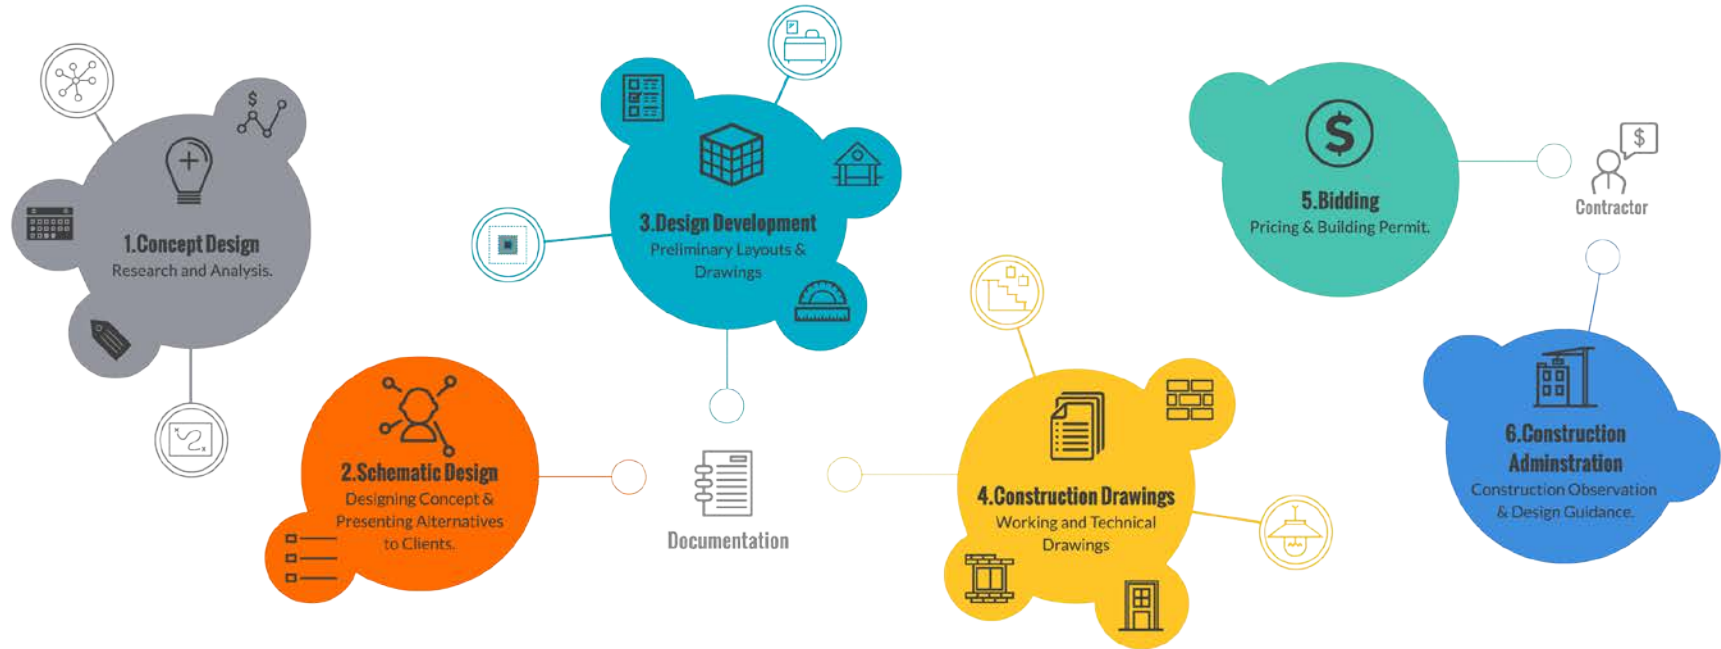 1.Concept Design
Research and Analysis.
2.Schematic Design
Designing Concept &
Presenting Alternatives
to Clients.
3.Design Development
Preliminary Layouts &
Drawings
Documentation
4.Construction Drawings
Working and Technical
Drawings
$
5.Bidding
Pricing & Building Permit.
$
Contractor
6.Construction
Adminstration
Construction Observation
& Design Guidance.
$